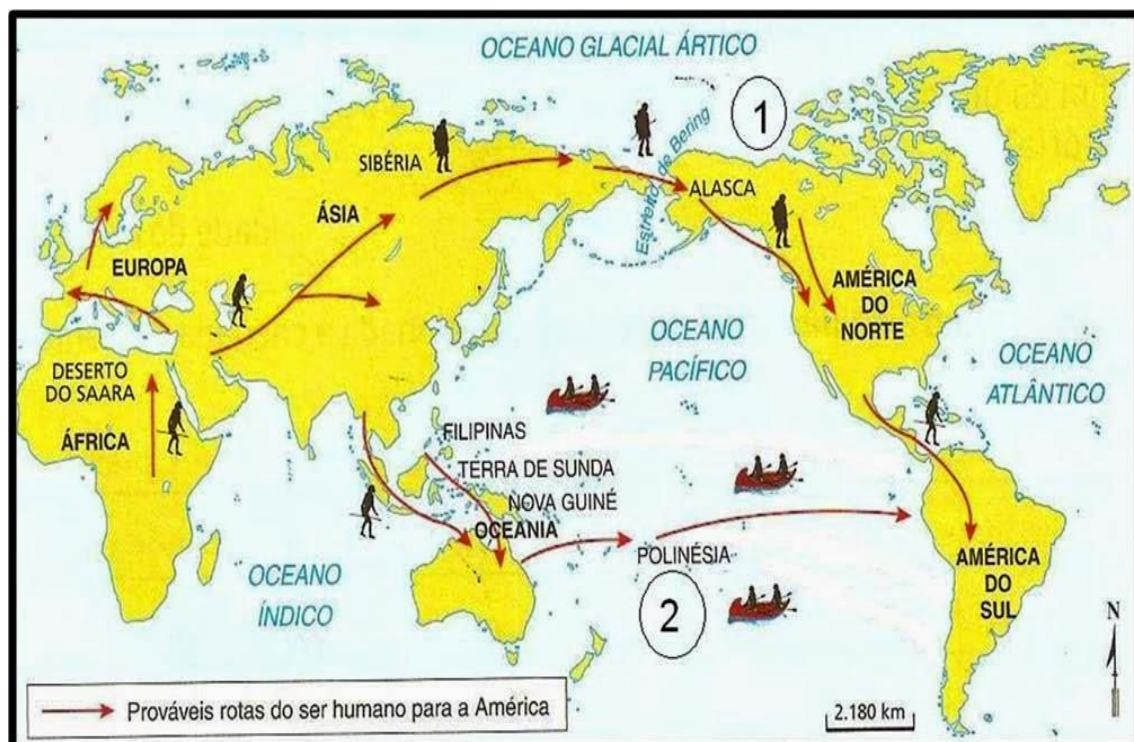 OCEANO GLACIAL ÁRTICO
1
Estreito de Bering
SIBÉRIA
ALASCA
ÁSIA
EUROPA
AMÉRICA
DO
NORTE
OCEANO
PACÍFICO
OCEANO
ATLÂNTICO
DESERTO
DO SAARA
ÁFRICA
FILIPINAS
TERRA DE SUNDA
NOVA GUINÉ
OCEANIA
POLINÉSIA
AMÉRICA
DO
SUL
OCEANO
ÍNDICO
2
N
Prováveis rotas do ser humano para a América
2.180 km